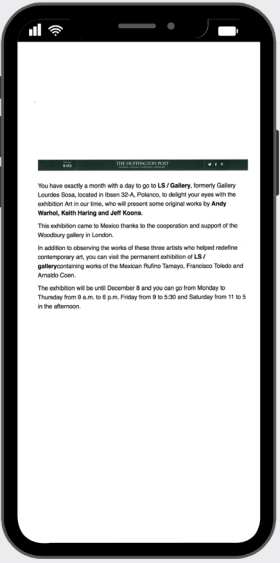 THE HUFFINGTON POST
You have exactly a month with a day to go to LS / Gallery, formerly Gallery
Lourdes Sosa, located in Ibsen 32-A, Polanco, to delight your eyes with the
exhibition Art in our time, who will present some original works by Andy
Warhol, Keith Haring and Jeff Koons.
This exhibition came to Mexico thanks to the cooperation and support of the
Woodbury gallery in London.
In addition to observing the works of these three artists who helped redefine
contemporary art, you can visit the permanent exhibition of LS /
gallerycontaining works of the Mexican Rufino Tamayo, Francisco Toledo and
Arnaldo Coen.
The exhibition will be until December 8 and you can go from Monday to
Thursday from 9 a.m. to 6 p.m. Friday from 9 to 5:30 and Saturday from 11 to 5
in the afternoon.